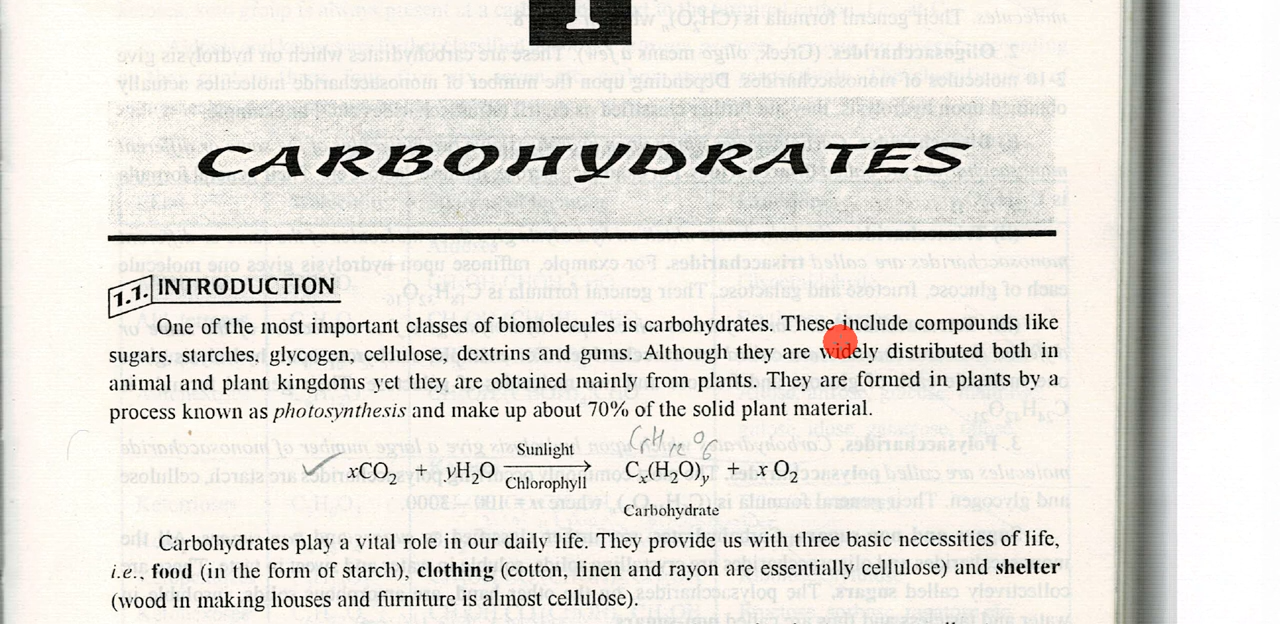 1
CARBOHYDRATES
1.1. INTRODUCTION
One of the most important classes of biomolecules is carbohydrates. These include compounds like
sugars, starches, glycogen, cellulose, dextrins and gums. Although they are widely distributed both in
animal and plant kingdoms yet they are obtained mainly from plants. They are formed in plants by a
process known as photosynthesis and make up about 70% of the solid plant material.
C₆H₁₂O₆
Sunlight
xCO₂ + yH₂O → Cₓ(H₂O)ᵧ + x O₂
Chlorophyll
Carbohydrate
Carbohydrates play a vital role in our daily life. They provide us with three basic necessities of life,
i.e., food (in the form of starch), clothing (cotton, linen and rayon are essentially cellulose) and shelter
(wood in making houses and furniture is almost cellulose).